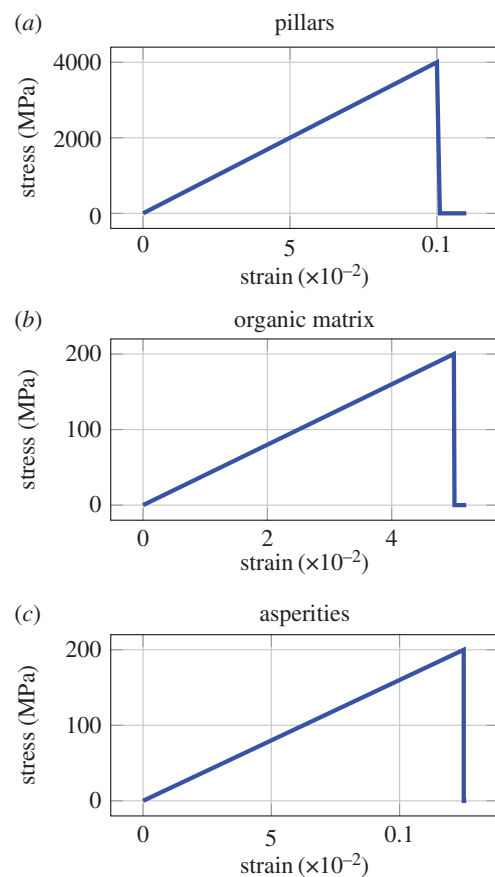 (a) pillars
4000
2000
0
stress (MPa)
0 5 0.1
strain (×10⁻²)
(b) organic matrix
200
100
0
stress (MPa)
0 2 4
strain (×10⁻²)
(c) asperities
200
100
0
stress (MPa)
0 5 0.1
strain (×10⁻²)